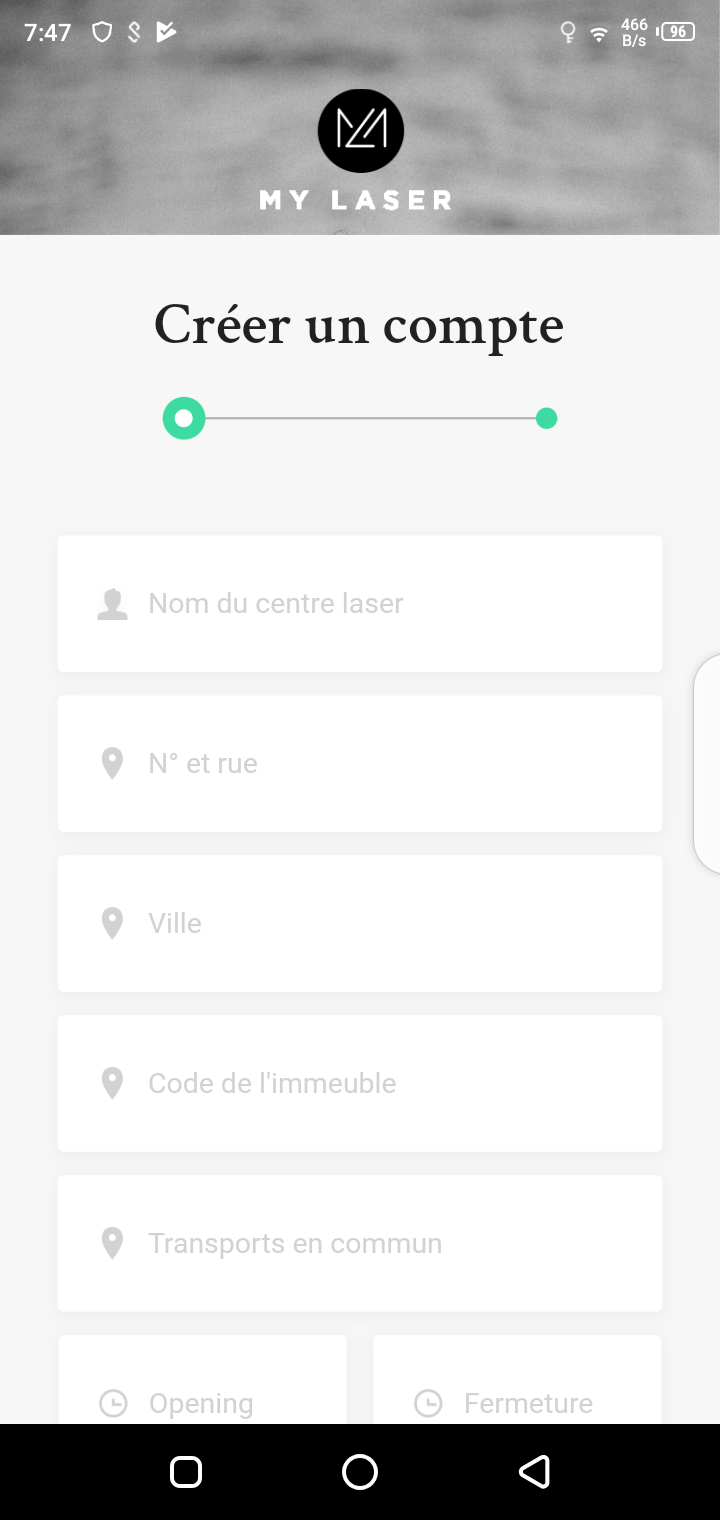 7:47
466
B/s
96
MY LASER
Créer un compte
Nom du centre laser
N° et rue
Ville
Code de l'immeuble
Transports en commun
Opening Fermeture